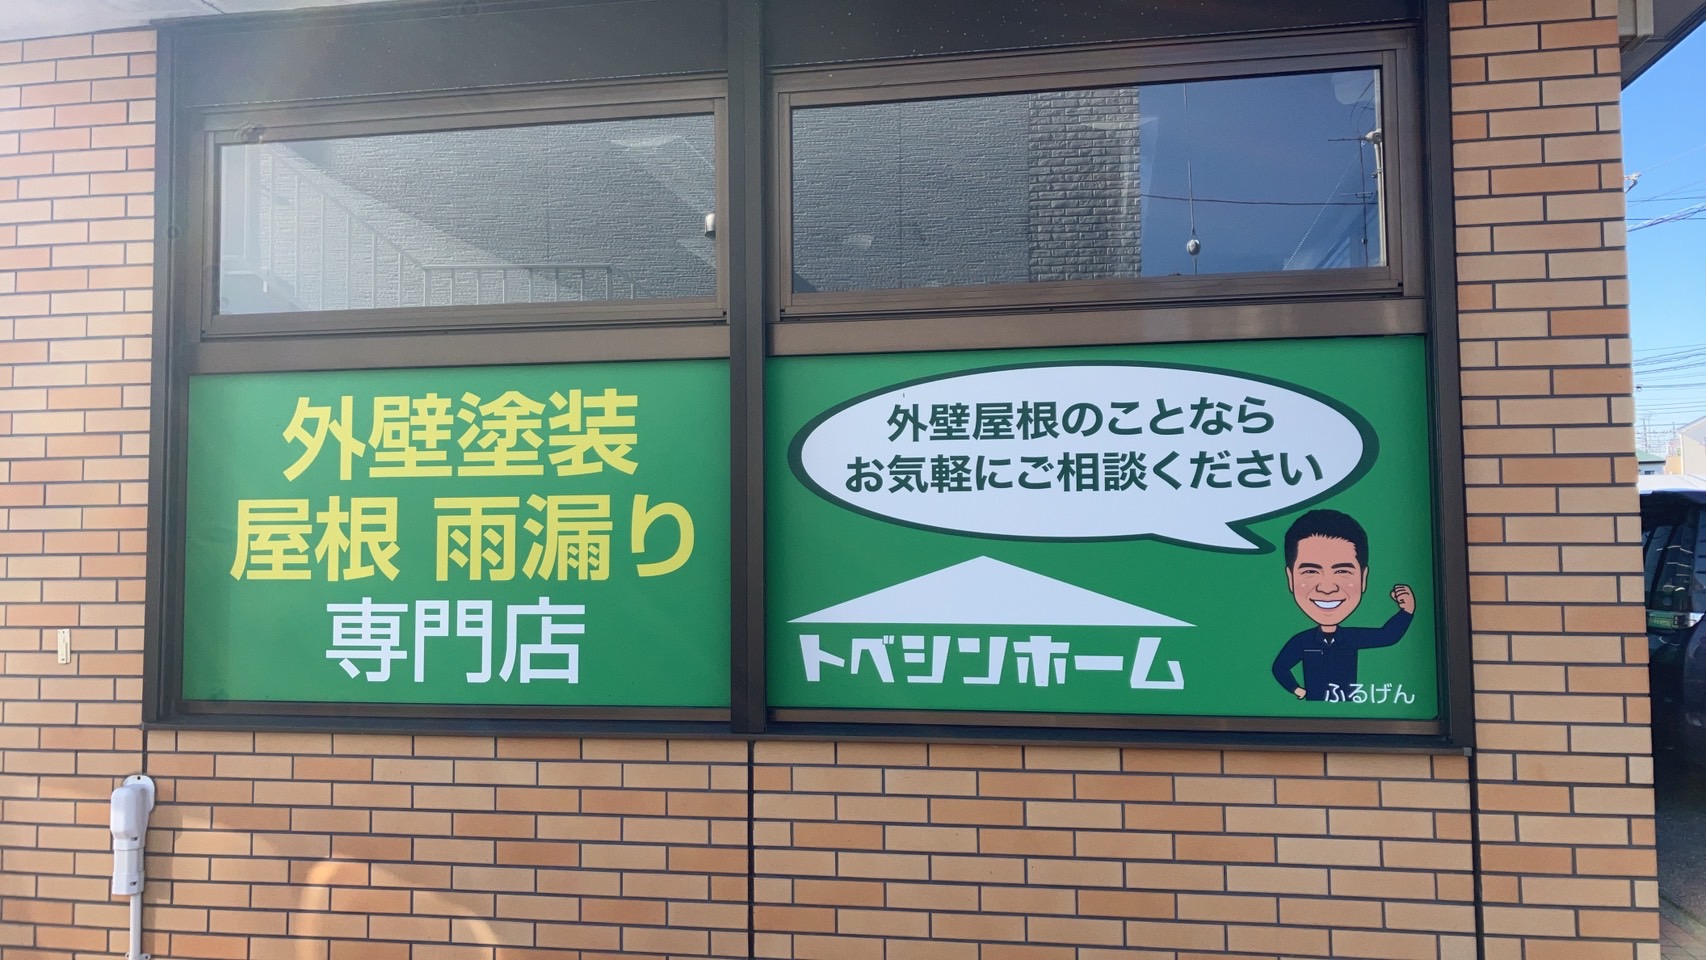 外壁塗装
屋根 雨漏り
専門店
外壁屋根のことなら
お気軽にご相談ください
トベシンホーム
ふるげん